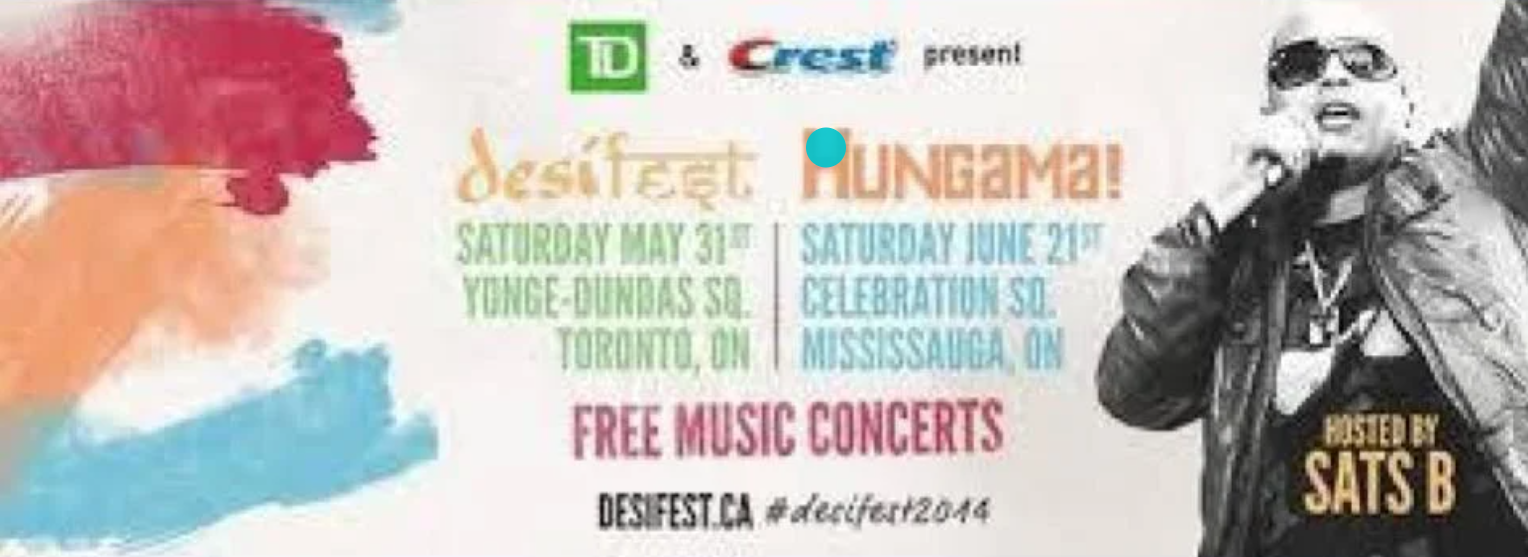 TD & Crest present
desifest
SATURDAY MAY 31ST
YONGE-DUNDAS SQ.
TORONTO, ON
HUNGAMA!
SATURDAY JUNE 21ST
CELEBRATION SQ.
MISSISSAUGA, ON
FREE MUSIC CONCERTS
DESIFEST.CA #desifest2014
HOSTED BY
SATS B